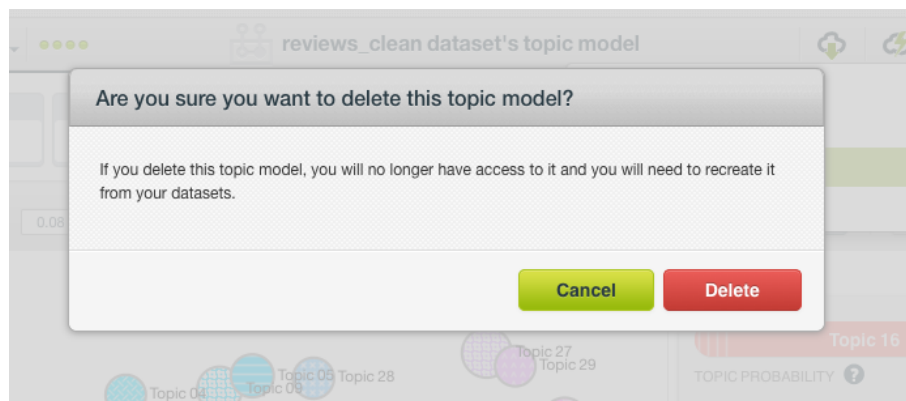 reviews_clean dataset's topic model
Are you sure you want to delete this topic model?
If you delete this topic model, you will no longer have access to it and you will need to recreate it
from your datasets.
0.08
Cancel
Delete
Topic 16
Topic 27
Topic 29
TOPIC PROBABILITY ?
Topic 05
Topic 28
Topic 09
Topic 04